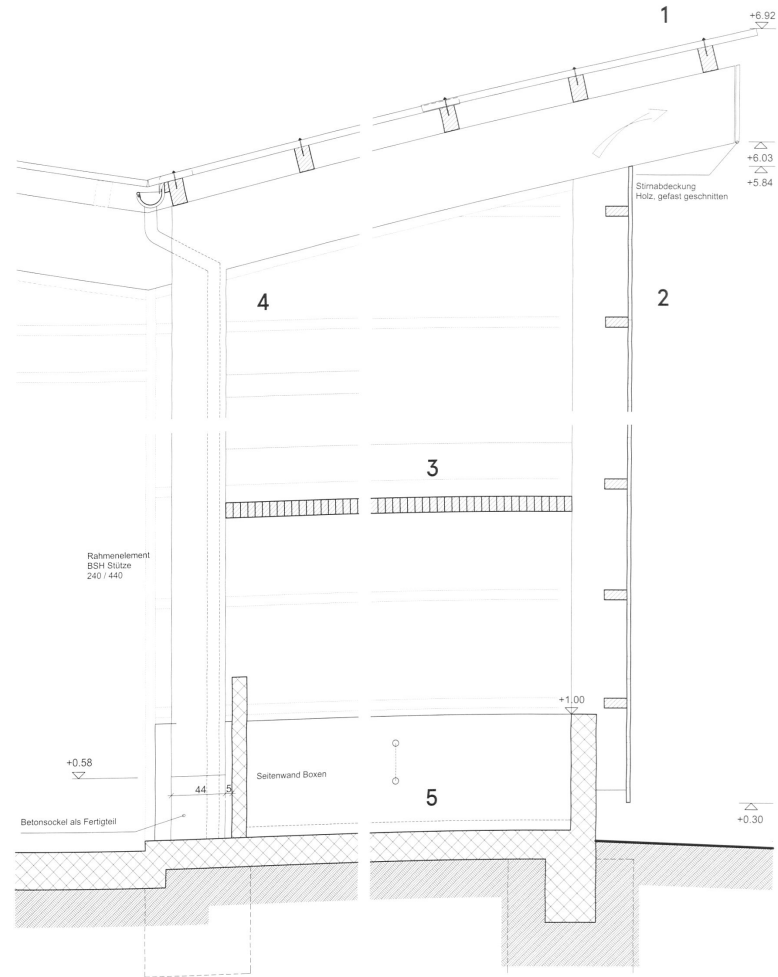 1
+6.92
+6.03
+5.84
Stirnabdeckung
Holz, gefast geschnitten
4
2
3
Rahmenelement
BSH Stütze
240 / 440
+1.00
+0.58
44
5
Seitenwand Boxen
5
Betonsockel als Fertigteil
+0.30